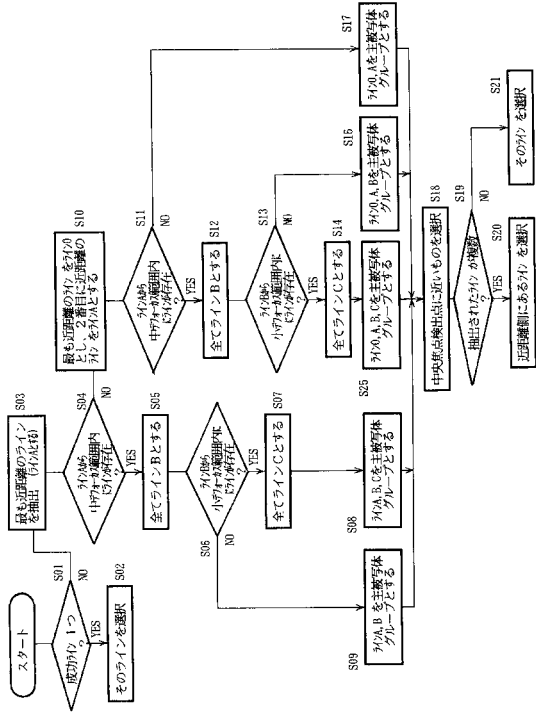 スタート
S01
成功ライン 1つ
?
NO
YES
S02
そのラインを選択
S03
最も近距離のライン
を抽出 (ラインAとする)
S04
ラインAから
中デフォーカス範囲内
にラインが存在
?
NO
YES
S05
全てラインBとする
S06
ラインBから
小デフォーカス範囲内に
ラインが存在
?
NO
YES
S07
全てラインCとする
S08
ラインA,B,Cを主被写体
グループとする
S09
ラインA,B を主被写体
グループとする
S10
最も近距離のライン をライン0
とし、2番目に近距離の
ライン をラインAとする
S11
ラインAから
中デフォーカス範囲内
にラインが存在
?
NO
YES
S12
全てラインBとする
S13
ラインBから
小デフォーカス範囲内に
ラインが存在
?
NO
YES
S14
全てラインCとする
S25
ライン0,A,B,Cを主被写体
グループとする
S16
ライン0,A,Bを主被写体
グループとする
S17
ライン0,Aを主被写体
グループとする
S18
中央焦点検出点に近いものを選択
S19
抽出されたライン が複数
?
NO
YES
S20
近距離側にあるライン を選択
S21
そのライン を選択